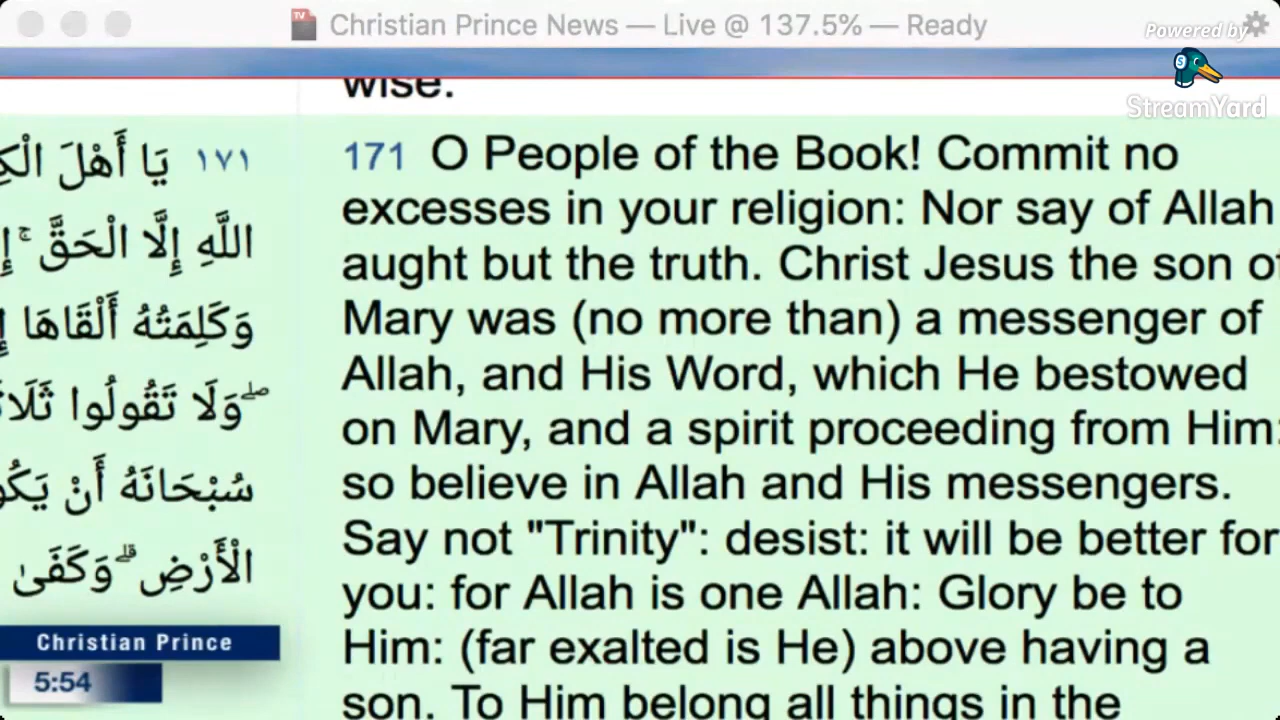 Christian Prince News — Live @ 137.5% — Ready
Powered by
StreamYard
wise.
171 O People of the Book! Commit no
excesses in your religion: Nor say of Allah
aught but the truth. Christ Jesus the son of
Mary was (no more than) a messenger of
Allah, and His Word, which He bestowed
on Mary, and a spirit proceeding from Him:
so believe in Allah and His messengers.
Say not "Trinity": desist: it will be better for
you: for Allah is one Allah: Glory be to
Him: (far exalted is He) above having a
son. To Him belong all things in the
١٧١ يَا أَهْلَ
اللَّهِ إِلَّا الْحَقَّ ۚ
وَكَلِمَتُهُ أَلْقَاهَا
ۖ وَلَا تَقُولُوا
سُبْحَانَهُ أَنْ
الْأَرْضِ ۗ وَكَفَىٰ
Christian Prince
5:54